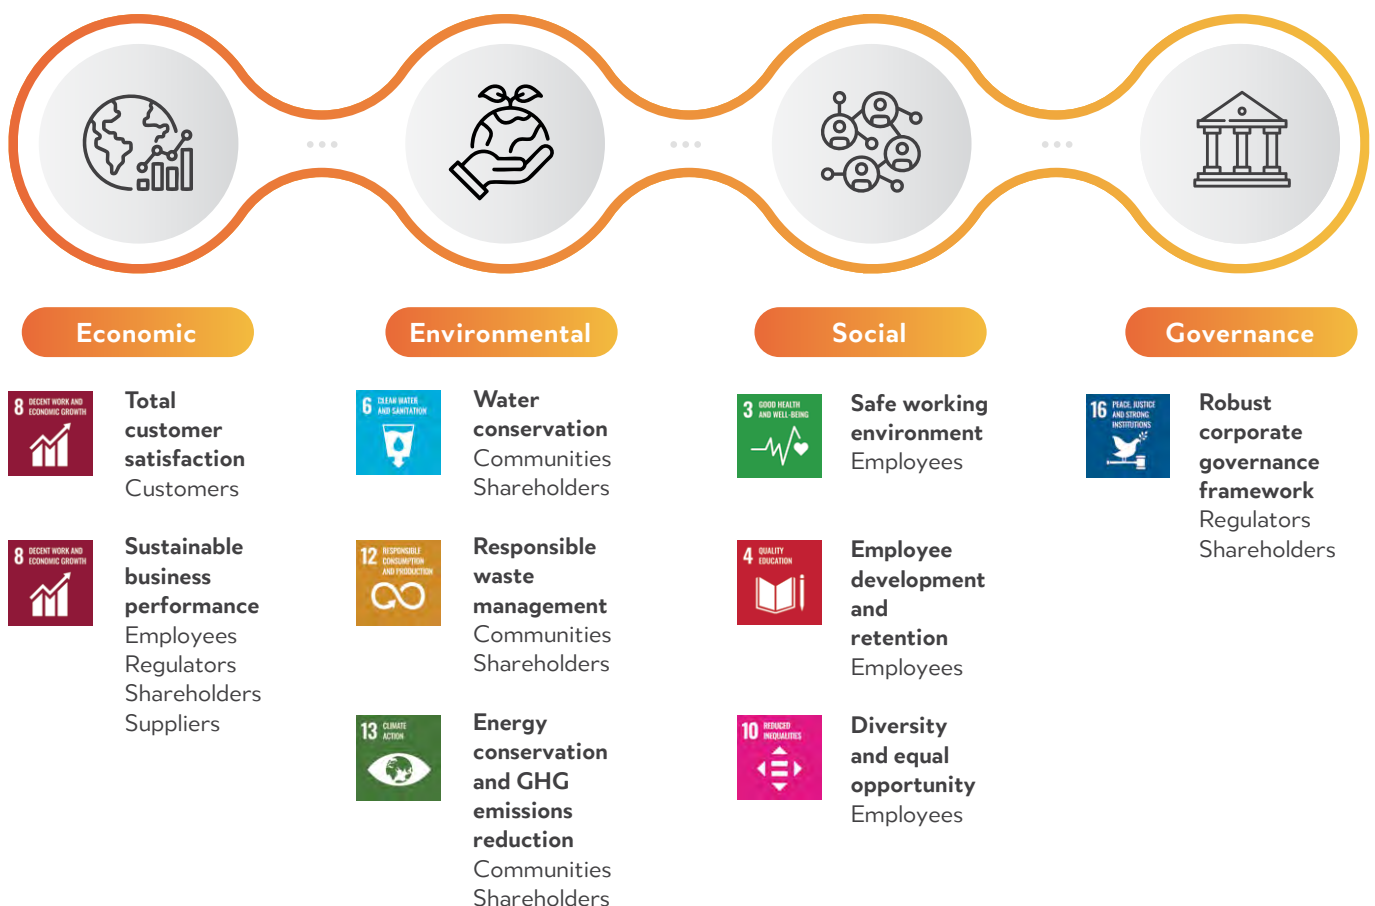 Economic
8 DECENT WORK AND
ECONOMIC GROWTH
Total
customer
satisfaction
Customers
8 DECENT WORK AND
ECONOMIC GROWTH
Sustainable
business
performance
Employees
Regulators
Shareholders
Suppliers
Environmental
6 CLEAN WATER
AND SANITATION
Water
conservation
Communities
Shareholders
12 RESPONSIBLE
CONSUMPTION
AND PRODUCTION
Responsible
waste
management
Communities
Shareholders
13 CLIMATE
ACTION
Energy
conservation
and GHG
emissions
reduction
Communities
Shareholders
Social
3 GOOD HEALTH
AND WELL-BEING
Safe working
environment
Employees
4 QUALITY
EDUCATION
Employee
development
and
retention
Employees
10 REDUCED
INEQUALITIES
Diversity
and equal
opportunity
Employees
Governance
16 PEACE, JUSTICE
AND STRONG
INSTITUTIONS
Robust
corporate
governance
framework
Regulators
Shareholders